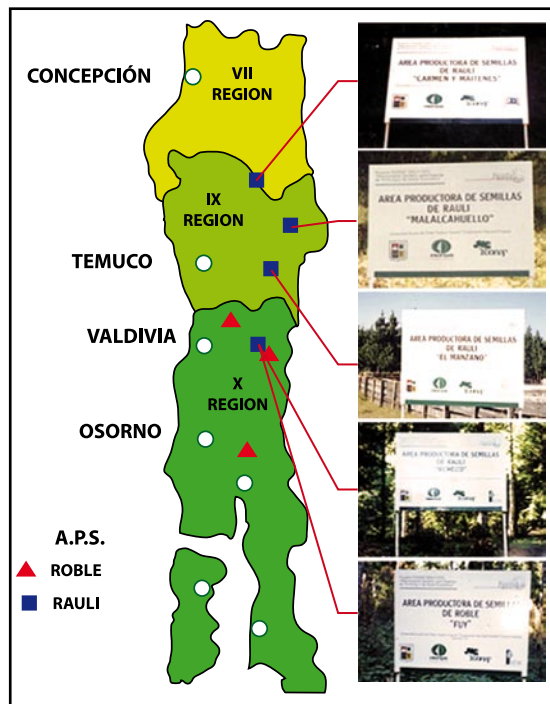 CONCEPCIÓN
VII
REGION
IX
REGION
TEMUCO
VALDIVIA
X
REGION
OSORNO
A.P.S.
ROBLE
RAULI
AREA PRODUCTORA DE SEMILLAS
DE RAULI
"CARMEN Y MAITENES"
AREA PRODUCTORA DE SEMILLAS
DE RAULI
"MALALCAHUELLO"
AREA PRODUCTORA DE SEMILLAS
DE RAULI
"EL MANZANO"
AREA PRODUCTORA DE SEMILLAS
DE RAULI
AREA PRODUCTORA DE SEMILLAS
DE ROBLE
"FUY"